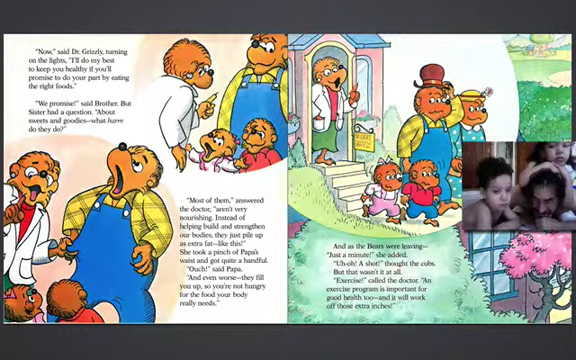 "Now," said Dr. Grizzly, turning
on the lights, "I'll do my best
to keep you healthy if you'll
promise to do your part by eating
the right foods."
"We promise!" said Brother. But
Sister had a question. "About
sweets and goodies—what harm
do they do?"
"Most of them," answered
the doctor, "aren't very
nourishing. Instead of
helping build and strengthen
our bodies, they just pile up
as extra fat—like this!"
She took a pinch of Papa's
waist and got quite a handful.
"Ouch!" said Papa.
"And even worse—they fill
you up, so you're not hungry
for the food your body
really needs."
And as the Bears were leaving—
"Just a minute!" she added.
"Uh-oh! A shot!" thought the cubs.
But that wasn't it at all.
"Exercise!" called the doctor. "An
exercise program is important for
good health too—and it will work
off those extra inches!"